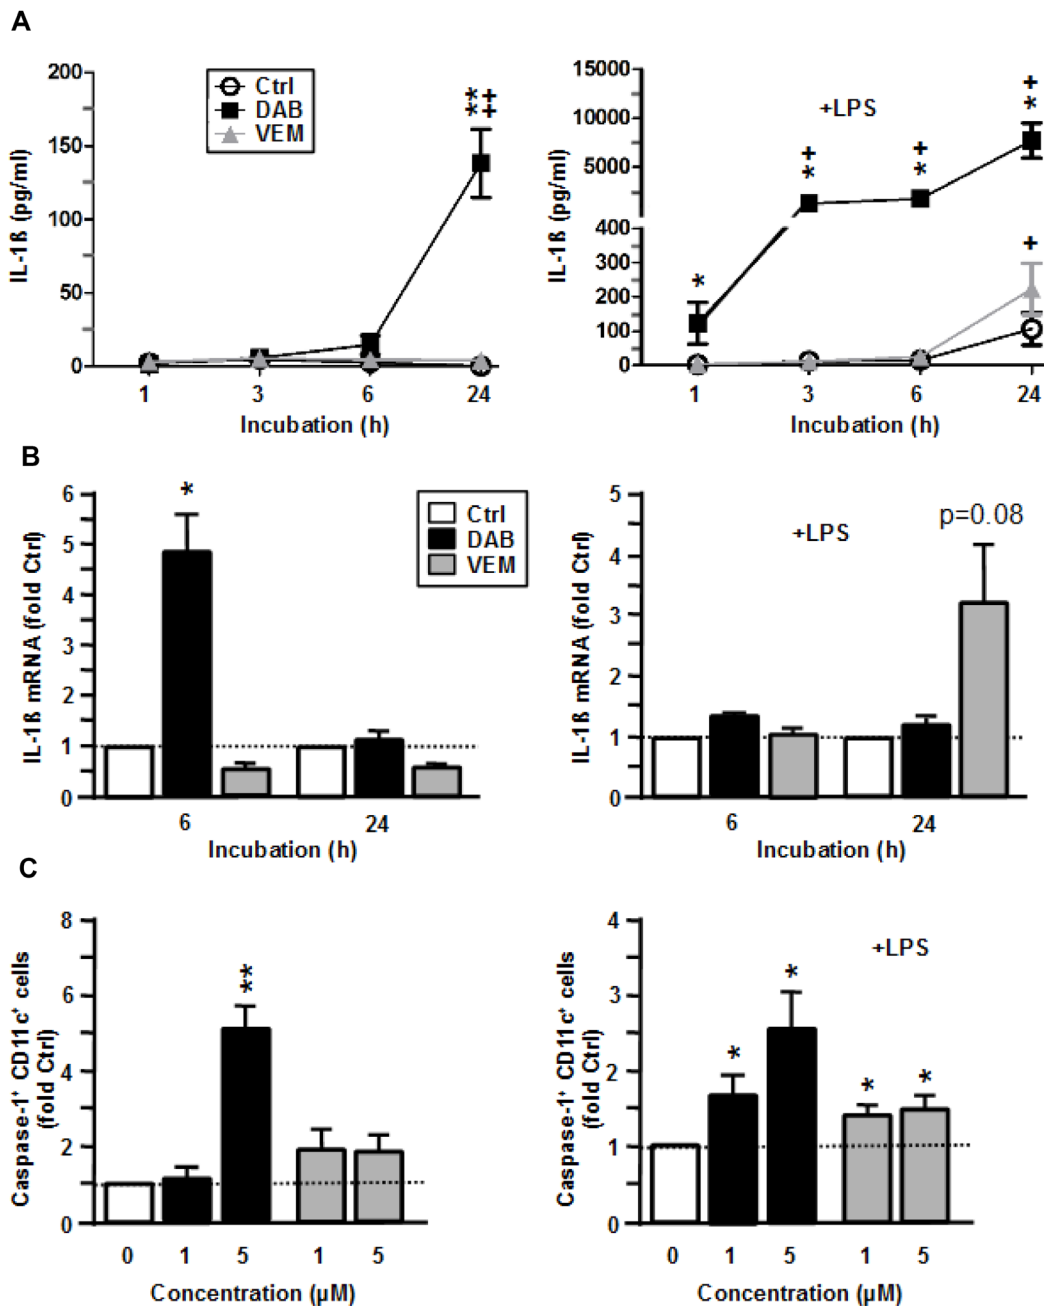 A
200
150
100
50
0
IL-1ß (pg/ml)
Ctrl
DAB
VEM
**
++
1 3 6 24
Incubation (h)
15000
10000
5000
400
300
200
100
0
IL-1ß (pg/ml)
+LPS
*
+
*
+
*
+
*
+
1 3 6 24
Incubation (h)
B
6
5
4
3
2
1
0
IL-1ß mRNA (fold Ctrl)
*
Ctrl
DAB
VEM
6 24
Incubation (h)
5
4
3
2
1
0
IL-1ß mRNA (fold Ctrl)
+LPS
p=0.08
6 24
Incubation (h)
C
8
6
4
2
0
Caspase-1⁺ CD11c⁺ cells
(fold Ctrl)
**
0 1 5 1 5
Concentration (µM)
4
3
2
1
0
Caspase-1⁺ CD11c⁺ cells
(fold Ctrl)
+LPS
* * * *
0 1 5 1 5
Concentration (µM)